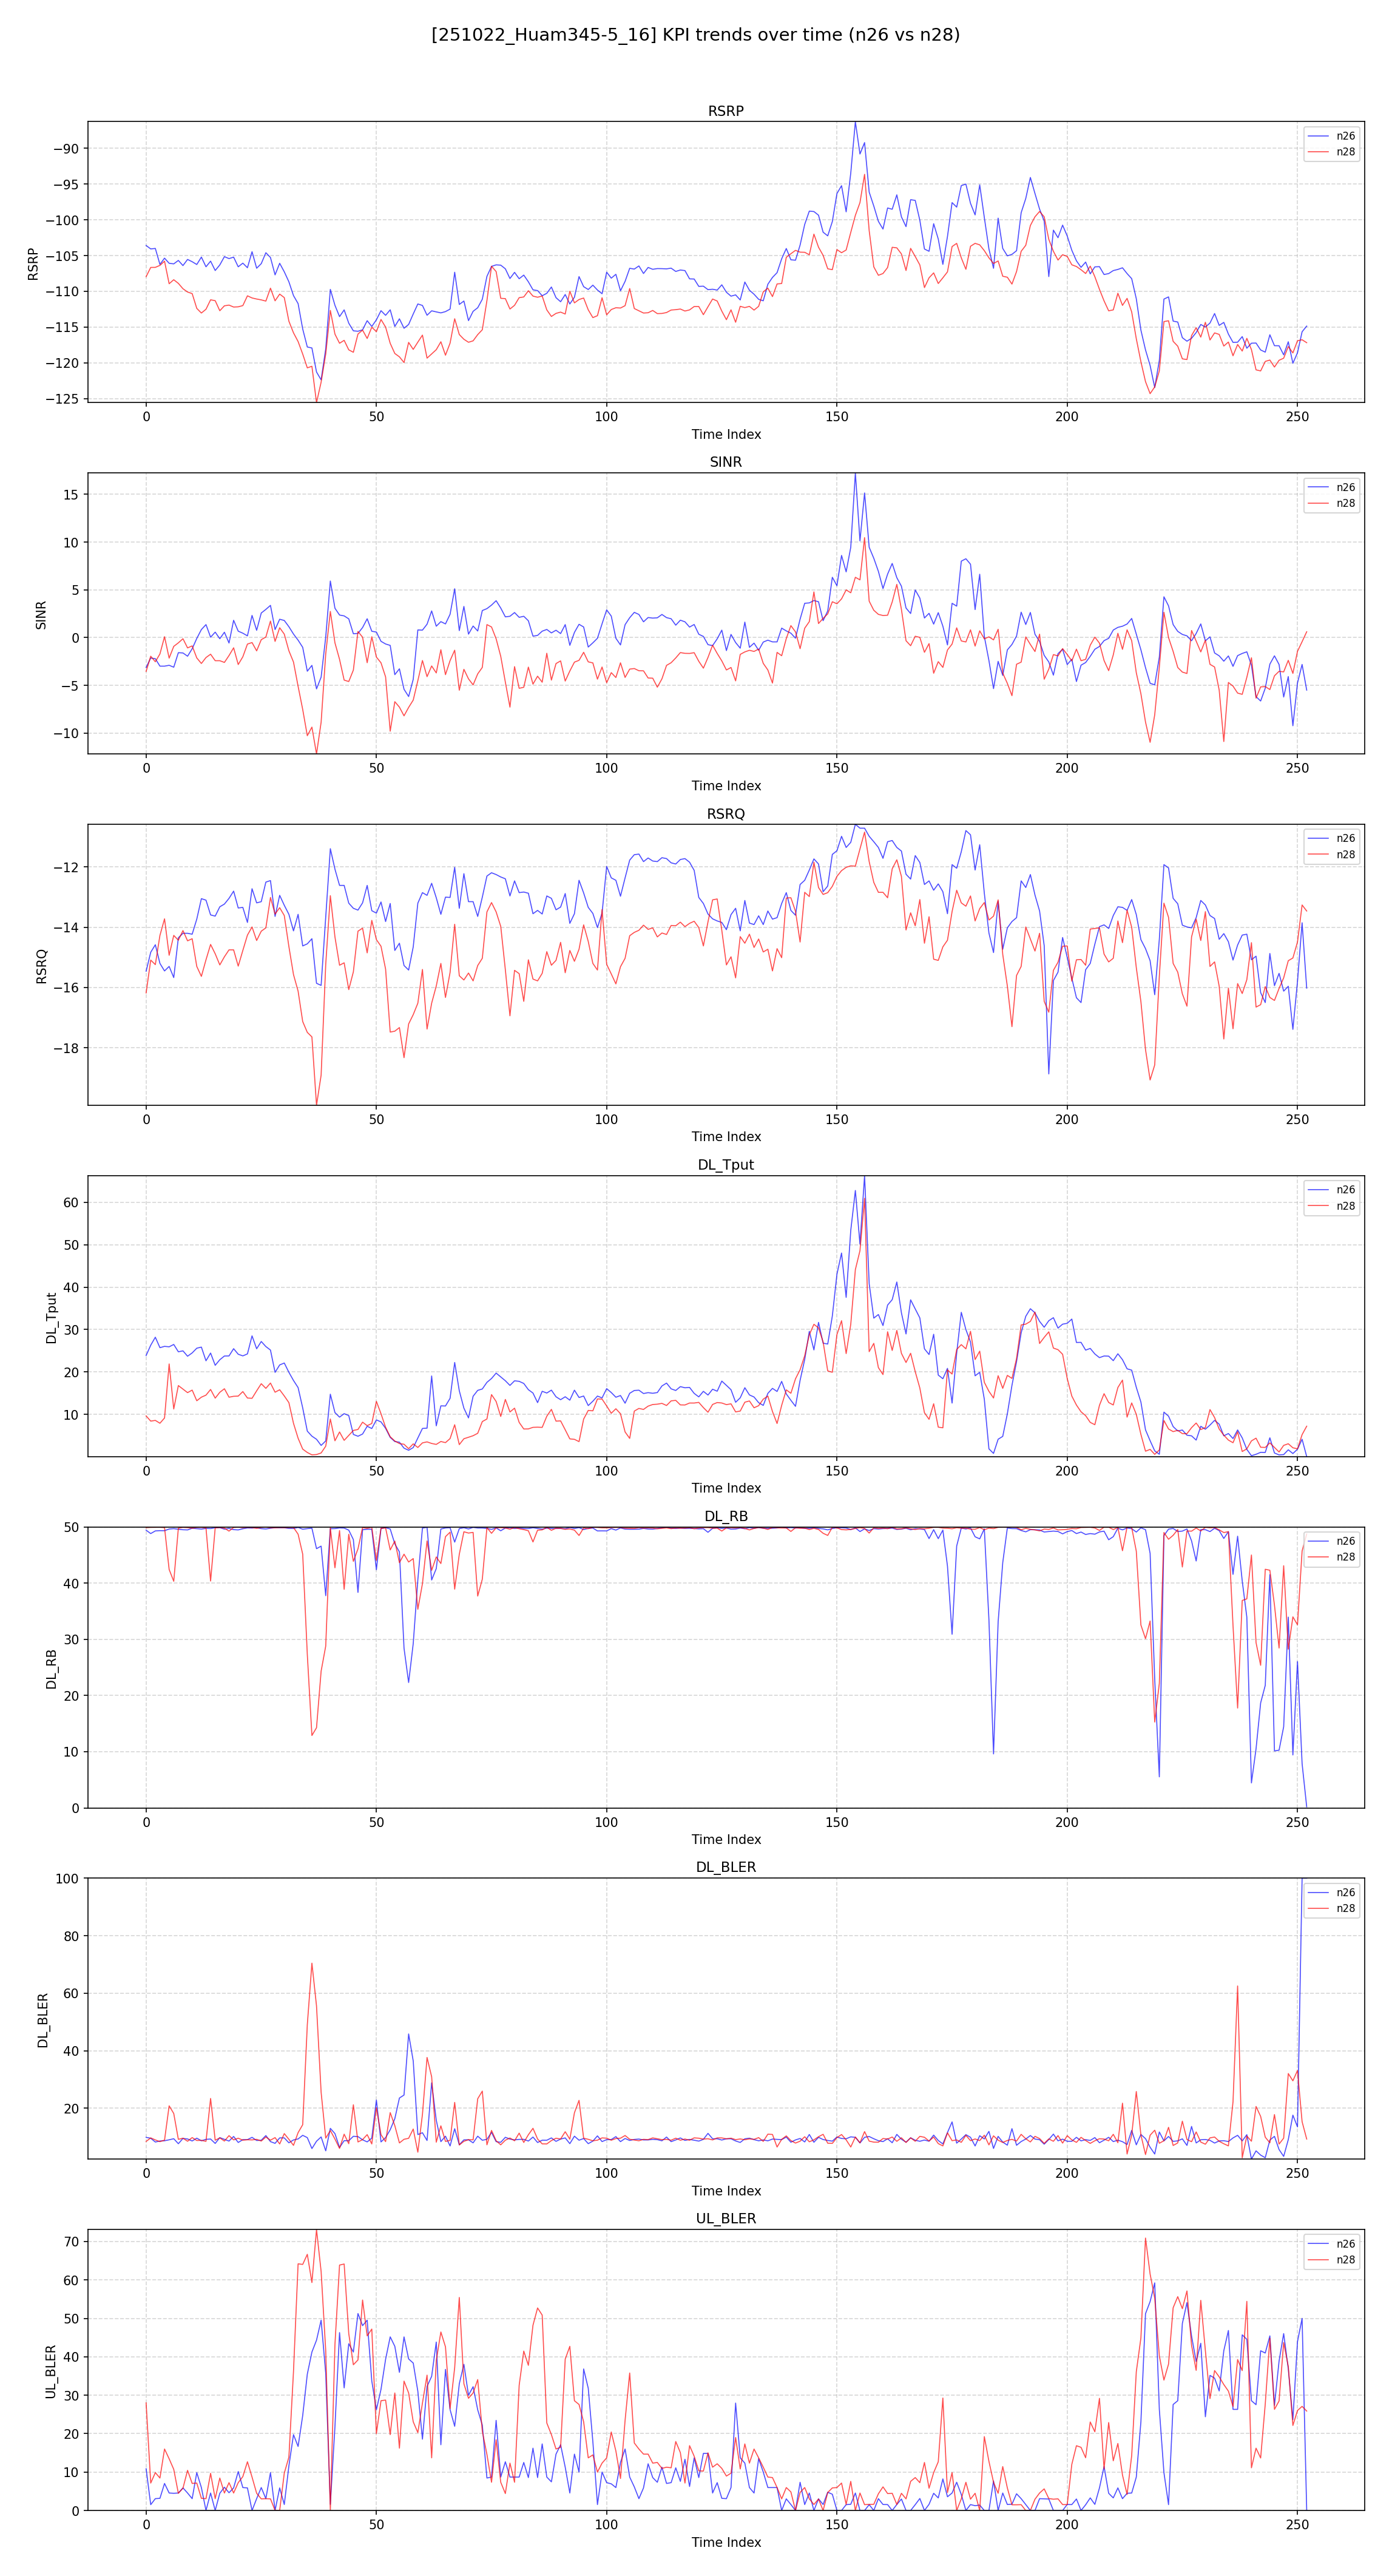 [251022_Huam345-5_16] KPI trends over time (n26 vs n28)
RSRP
RSRP
−90
−95
−100
−105
−110
−115
−120
−125
n26
n28
0 50 100 150 200 250
Time Index
SINR
SINR
15
10
5
0
−5
−10
n26
n28
0 50 100 150 200 250
Time Index
RSRQ
RSRQ
−12
−14
−16
−18
n26
n28
0 50 100 150 200 250
Time Index
DL_Tput
DL_Tput
60
50
40
30
20
10
n26
n28
0 50 100 150 200 250
Time Index
DL_RB
DL_RB
50
40
30
20
10
0
n26
n28
0 50 100 150 200 250
Time Index
DL_BLER
DL_BLER
100
80
60
40
20
n26
n28
0 50 100 150 200 250
Time Index
UL_BLER
UL_BLER
70
60
50
40
30
20
10
0
n26
n28
0 50 100 150 200 250
Time Index